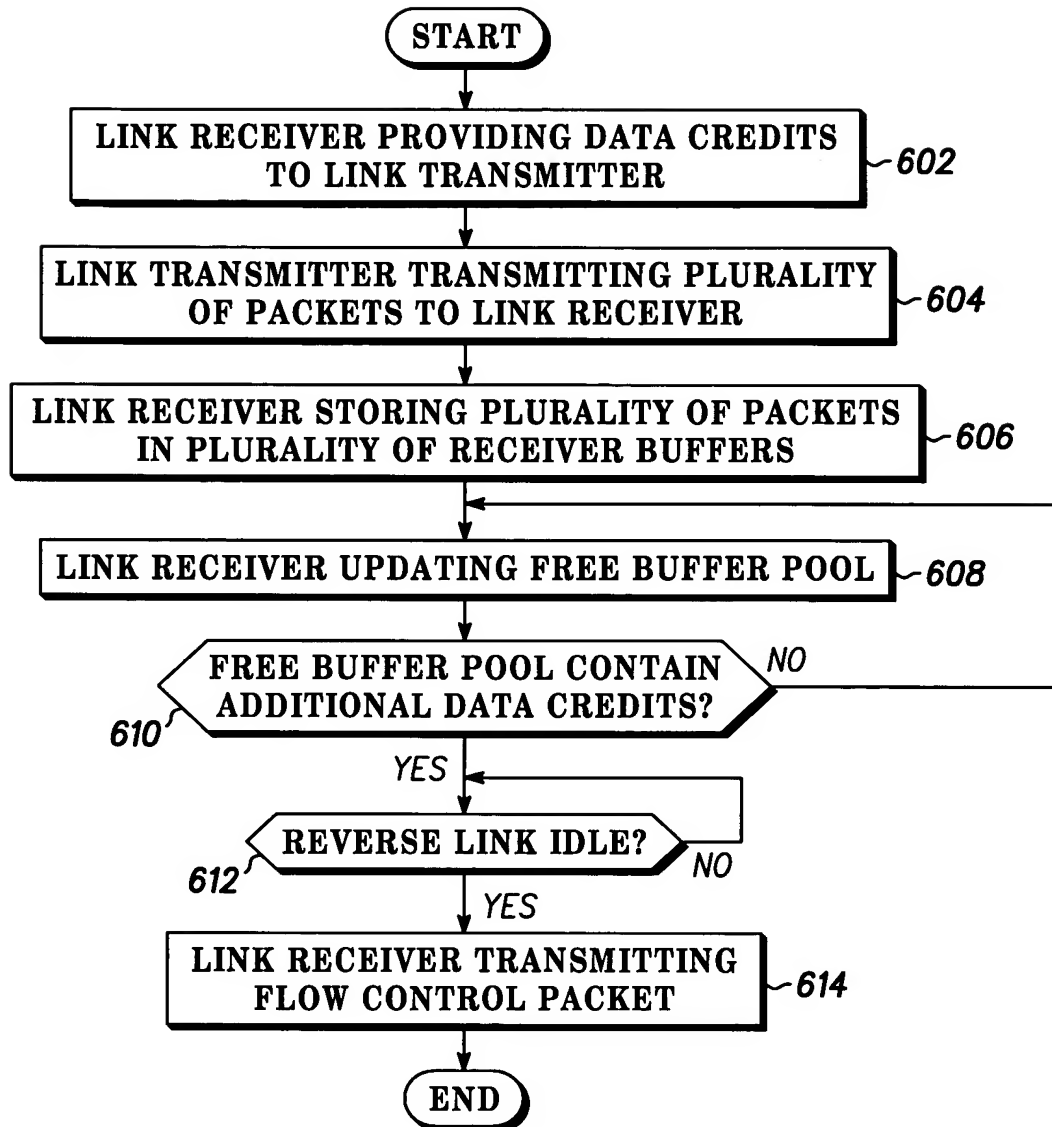 START
LINK RECEIVER PROVIDING DATA CREDITS
TO LINK TRANSMITTER
602
LINK TRANSMITTER TRANSMITTING PLURALITY
OF PACKETS TO LINK RECEIVER
604
LINK RECEIVER STORING PLURALITY OF PACKETS
IN PLURALITY OF RECEIVER BUFFERS
606
LINK RECEIVER UPDATING FREE BUFFER POOL
608
FREE BUFFER POOL CONTAIN
ADDITIONAL DATA CREDITS?
NO
610
YES
REVERSE LINK IDLE?
NO
612
YES
LINK RECEIVER TRANSMITTING
FLOW CONTROL PACKET
614
END